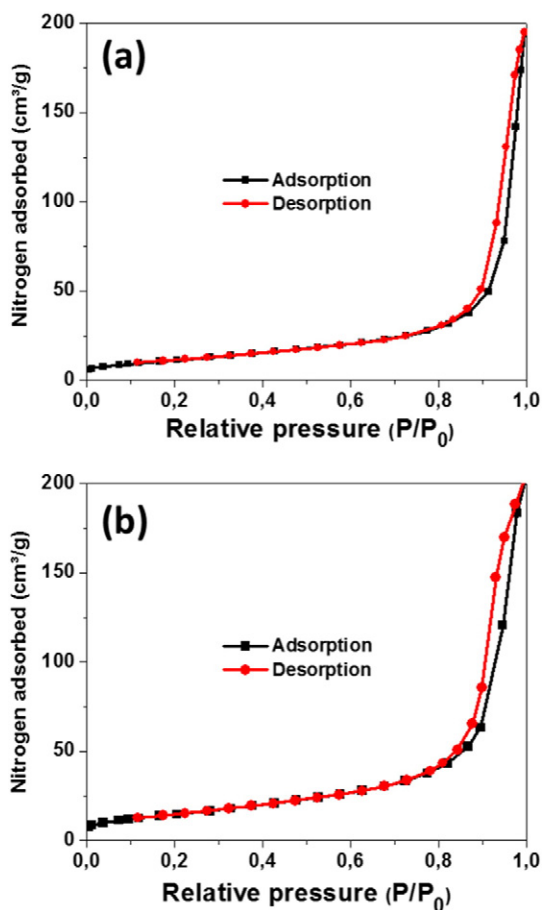 (a)
Nitrogen adsorbed (cm³/g)
200
150
100
50
0
Adsorption
Desorption
0,0 0,2 0,4 0,6 0,8 1,0
Relative pressure (P/P₀)
(b)
Nitrogen adsorbed (cm³/g)
200
150
100
50
0
Adsorption
Desorption
0,0 0,2 0,4 0,6 0,8 1,0
Relative pressure (P/P₀)